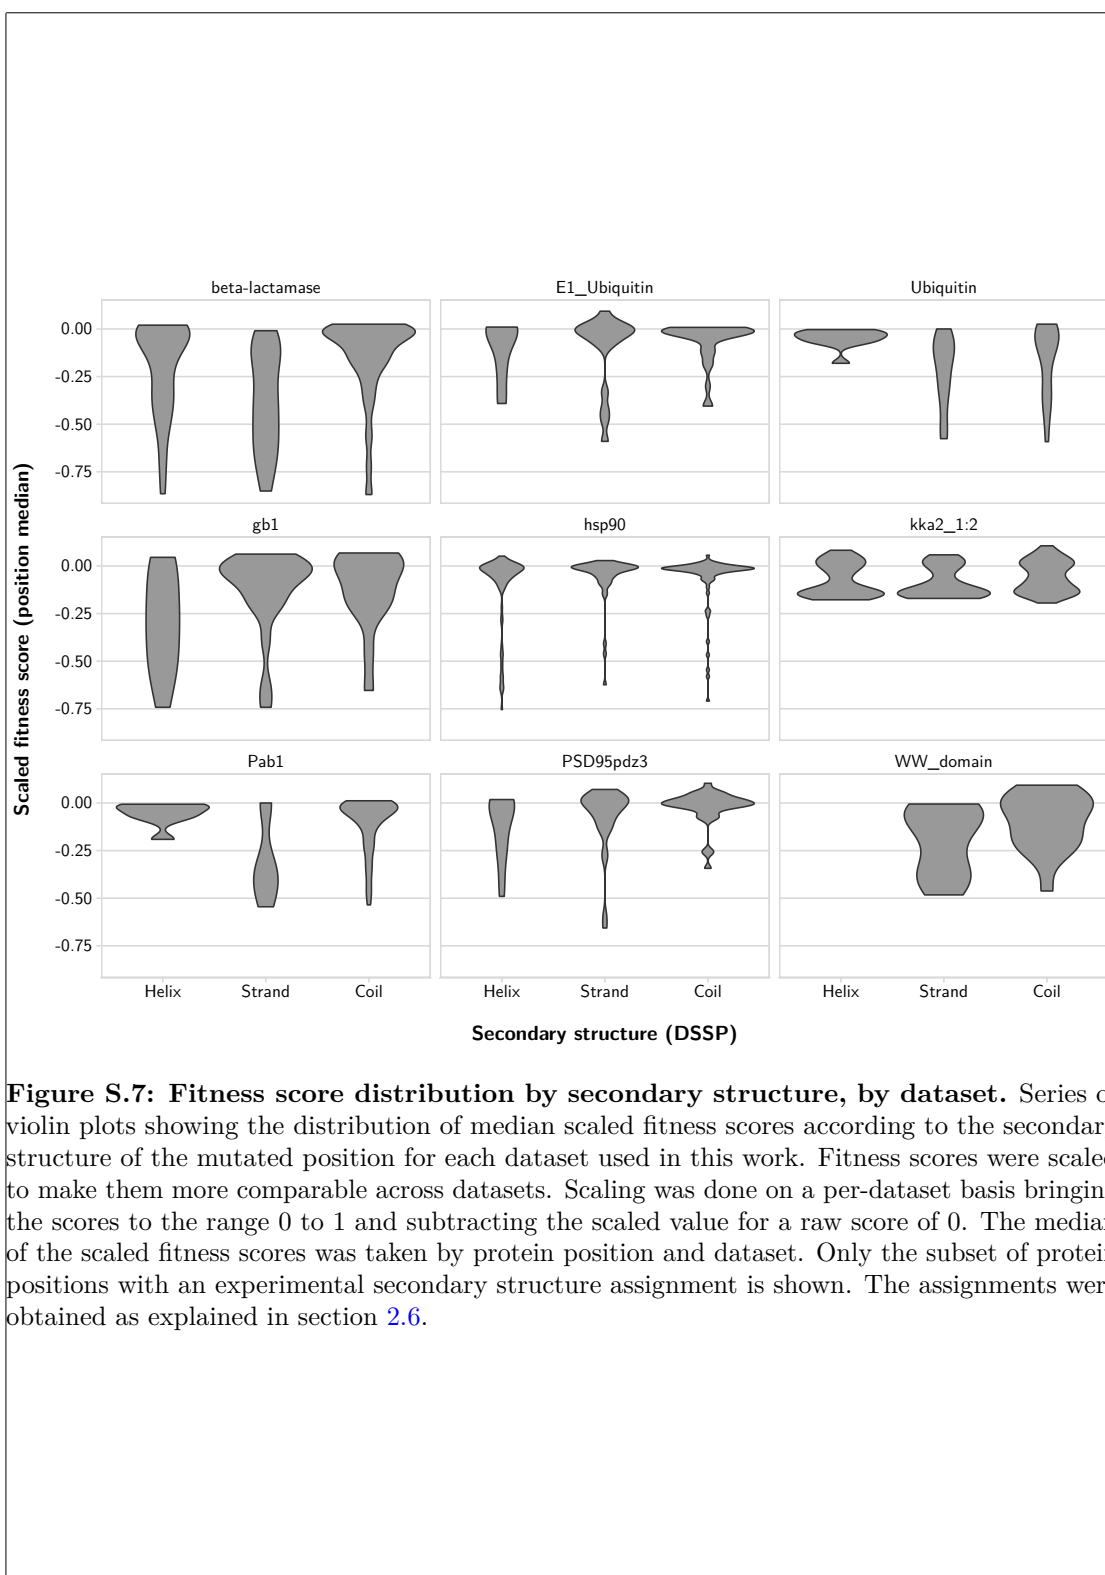 beta-lactamase E1_Ubiquitin Ubiquitin
0.00
-0.25
-0.50
-0.75
gb1 hsp90 kka2_1:2
0.00
-0.25
-0.50
-0.75
Pab1 PSD95pdz3 WW_domain
0.00
-0.25
-0.50
-0.75
Scaled fitness score (position median)
Helix Strand Coil Helix Strand Coil Helix Strand Coil
Secondary structure (DSSP)
Figure S.7: Fitness score distribution by secondary structure, by dataset. Series o
violin plots showing the distribution of median scaled fitness scores according to the secondar
structure of the mutated position for each dataset used in this work. Fitness scores were scale
to make them more comparable across datasets. Scaling was done on a per-dataset basis bringin
the scores to the range 0 to 1 and subtracting the scaled value for a raw score of 0. The media
of the scaled fitness scores was taken by protein position and dataset. Only the subset of protei
positions with an experimental secondary structure assignment is shown. The assignments wer
obtained as explained in section 2.6.